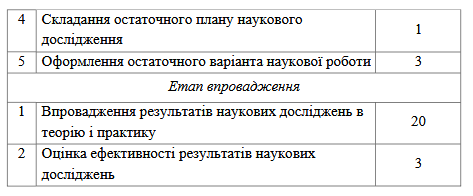 4 Складання остаточного плану наукового
дослідження 1
5 Оформлення остаточного варіанта наукової роботи 3
Етап впровадження
1 Впровадження результатів наукових досліджень в
теорію і практику 20
2 Оцінка ефективності результатів наукових
досліджень 3